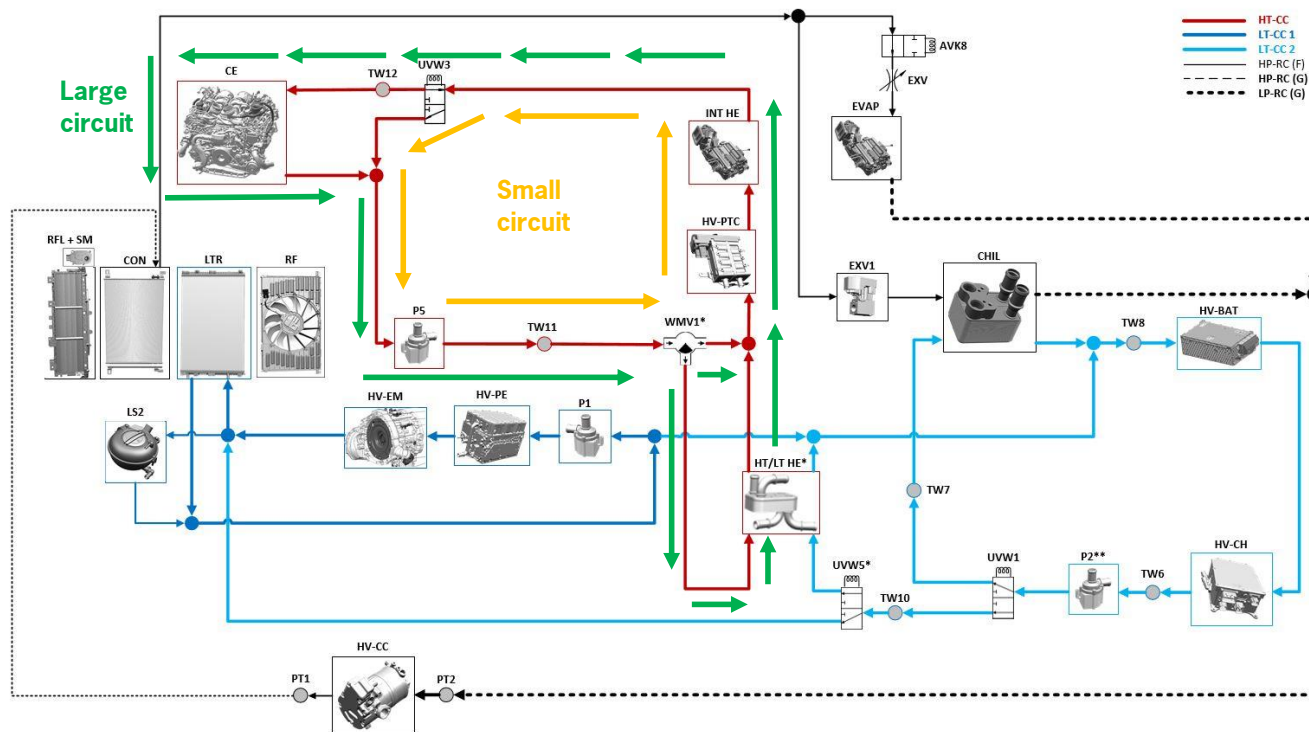 HT-CC
LT-CC 1
LT-CC 2
HP-RC (F)
HP-RC (G)
LP-RC (G)
AVK8
UVW3
CE
TW12
EXV
Large
circuit
INT HE
EVAP
Small
circuit
HV-PTC
RFL + SM
CON
LTR
RF
EXV1
CHIL
P5
TW11
WMV1*
TW8
HV-BAT
LS2
HV-EM
HV-PE
P1
HT/LT HE*
TW7
UVW5*
UVW1
P2**
TW6
HV-CH
TW10
HV-CC
PT1
PT2